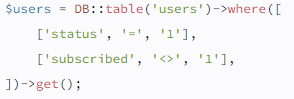 $users = DB::table('users')->where([
    ['status', '=', '1'],
    ['subscribed', '<>', '1'],
])->get();